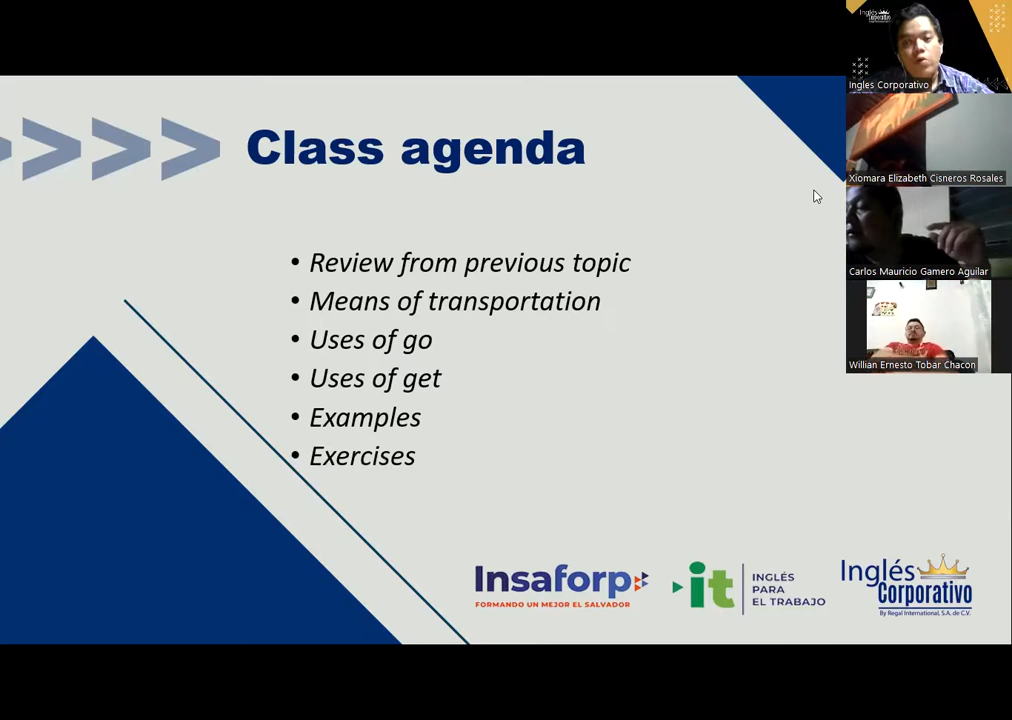 Class agenda
• Review from previous topic
• Means of transportation
• Uses of go
• Uses of get
• Examples
• Exercises
Insaforp
FORMANDO UN MEJOR EL SALVADOR
it
INGLÉS
PARA
EL TRABAJO
Inglés
Corporativo
By Regal International, S.A. de C.V.
Inglés
Corporativo
Ingles Corporativo
Xiomara Elizabeth Cisneros Rosales
Carlos Mauricio Gamero Aguilar
Willian Ernesto Tobar Chacon